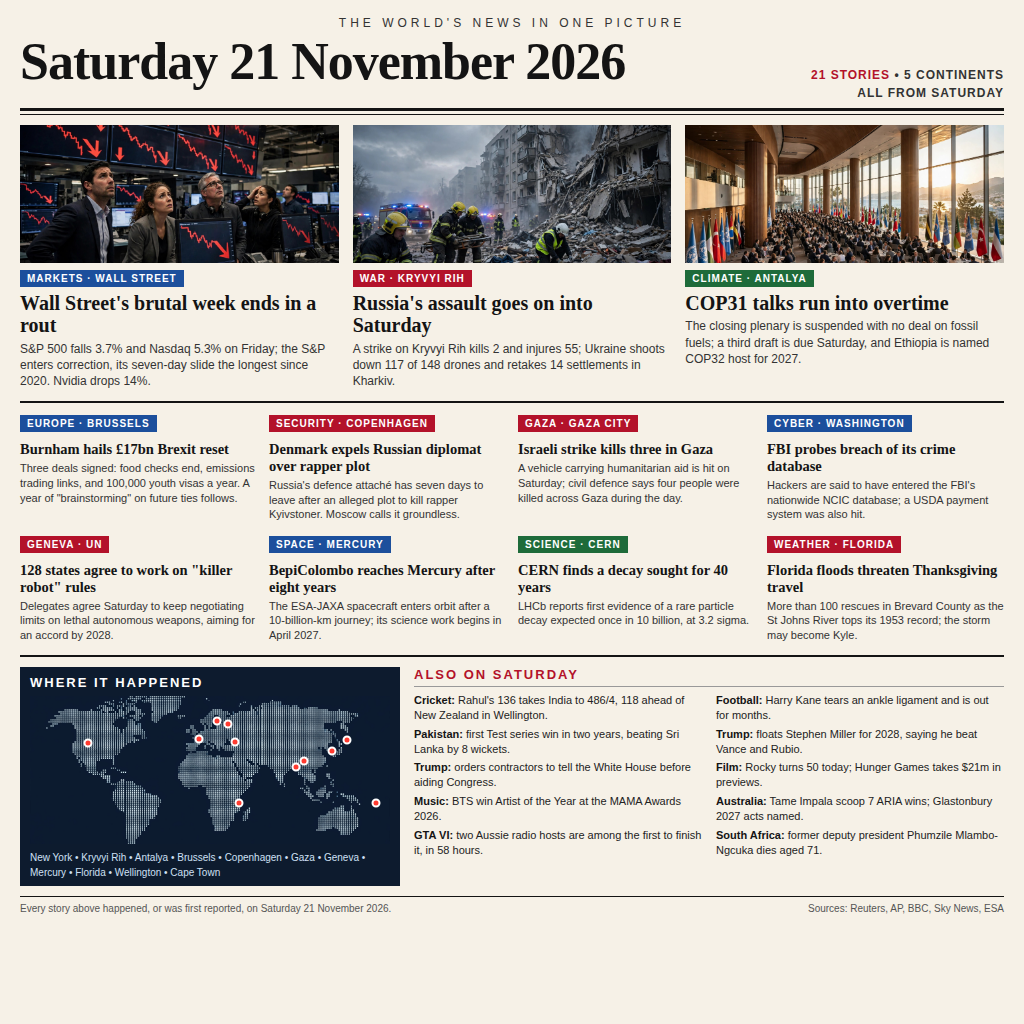 THE WORLD'S NEWS IN ONE PICTURE
Saturday 21 November 2026
21 STORIES • 5 CONTINENTS
ALL FROM SATURDAY
MARKETS · WALL STREET
Wall Street's brutal week ends in a
rout
S&P 500 falls 3.7% and Nasdaq 5.3% on Friday; the S&P
enters correction, its seven-day slide the longest since
2020. Nvidia drops 14%.
WAR · KRYVYI RIH
Russia's assault goes on into
Saturday
A strike on Kryvyi Rih kills 2 and injures 55; Ukraine shoots
down 117 of 148 drones and retakes 14 settlements in
Kharkiv.
CLIMATE · ANTALYA
COP31 talks run into overtime
The closing plenary is suspended with no deal on fossil
fuels; a third draft is due Saturday, and Ethiopia is named
COP32 host for 2027.
EUROPE · BRUSSELS
Burnham hails £17bn Brexit reset
Three deals signed: food checks end, emissions
trading links, and 100,000 youth visas a year. A
year of "brainstorming" on future ties follows.
SECURITY · COPENHAGEN
Denmark expels Russian diplomat
over rapper plot
Russia's defence attaché has seven days to
leave after an alleged plot to kill rapper
Kyivstoner. Moscow calls it groundless.
GAZA · GAZA CITY
Israeli strike kills three in Gaza
A vehicle carrying humanitarian aid is hit on
Saturday; civil defence says four people were
killed across Gaza during the day.
CYBER · WASHINGTON
FBI probes breach of its crime
database
Hackers are said to have entered the FBI's
nationwide NCIC database; a USDA payment
system was also hit.
GENEVA · UN
128 states agree to work on "killer
robot" rules
Delegates agree Saturday to keep negotiating
limits on lethal autonomous weapons, aiming for
an accord by 2028.
SPACE · MERCURY
BepiColombo reaches Mercury after
eight years
The ESA-JAXA spacecraft enters orbit after a
10-billion-km journey; its science work begins in
April 2027.
SCIENCE · CERN
CERN finds a decay sought for 40
years
LHCb reports first evidence of a rare particle
decay expected once in 10 billion, at 3.2 sigma.
WEATHER · FLORIDA
Florida floods threaten Thanksgiving
travel
More than 100 rescues in Brevard County as the
St Johns River tops its 1953 record; the storm
may become Kyle.
WHERE IT HAPPENED
New York • Kryvyi Rih • Antalya • Brussels • Copenhagen • Gaza • Geneva •
Mercury • Florida • Wellington • Cape Town
ALSO ON SATURDAY
Cricket: Rahul's 136 takes India to 486/4, 118 ahead of
New Zealand in Wellington.
Pakistan: first Test series win in two years, beating Sri
Lanka by 8 wickets.
Trump: orders contractors to tell the White House before
aiding Congress.
Music: BTS win Artist of the Year at the MAMA Awards
2026.
GTA VI: two Aussie radio hosts are among the first to finish
it, in 58 hours.
Football: Harry Kane tears an ankle ligament and is out
for months.
Trump: floats Stephen Miller for 2028, saying he beat
Vance and Rubio.
Film: Rocky turns 50 today; Hunger Games takes $21m in
previews.
Australia: Tame Impala scoop 7 ARIA wins; Glastonbury
2027 acts named.
South Africa: former deputy president Phumzile Mlambo-
Ngcuka dies aged 71.
Every story above happened, or was first reported, on Saturday 21 November 2026.
Sources: Reuters, AP, BBC, Sky News, ESA